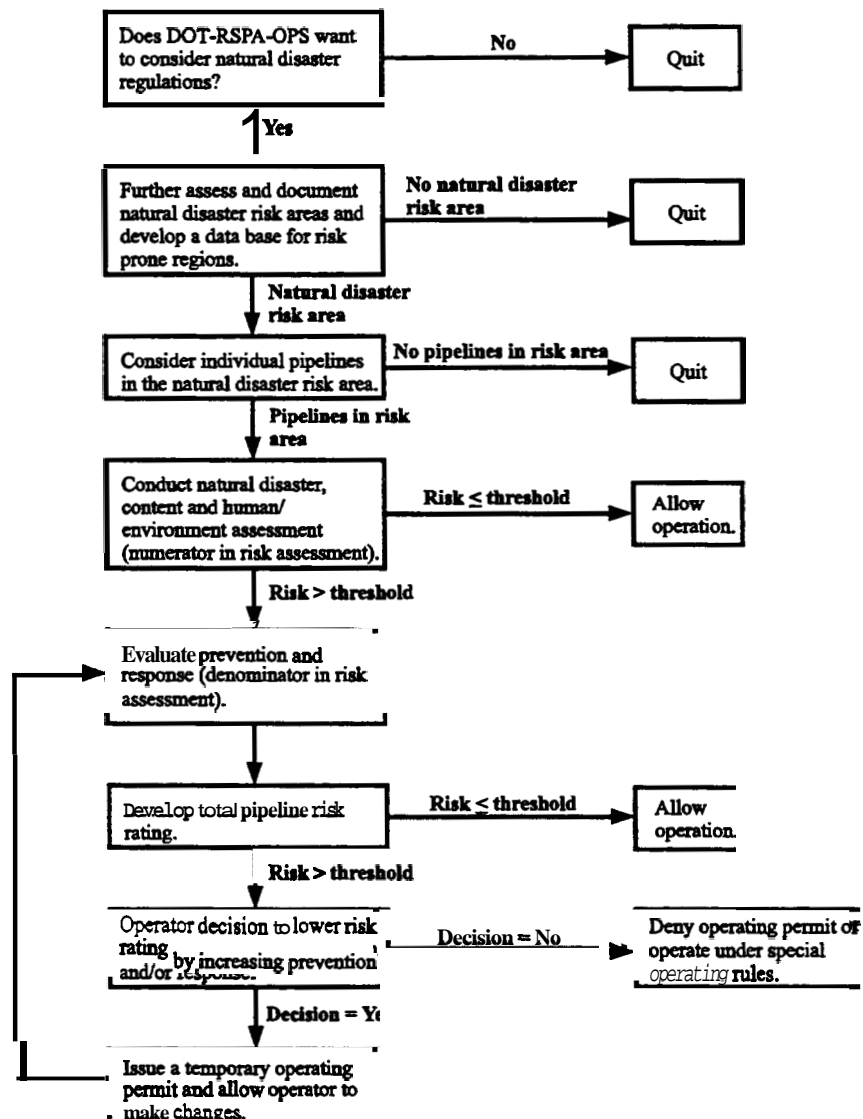 Does DOT-RSPA-OPS want
to consider natural disaster
regulations?
No
Quit
Yes
Further assess and document
natural disaster risk areas and
develop a data base for risk
prone regions.
No natural disaster
risk area
Quit
Natural disaster
risk area
Consider individual pipelines
in the natural disaster risk area.
No pipelines in risk area
Quit
Pipelines in risk
area
Conduct natural disaster,
content and human/
environment assessment
(numerator in risk assessment).
Risk ≤ threshold
Allow
operation.
Risk > threshold
Evaluate prevention and
response (denominator in risk
assessment).
Develop total pipeline risk
rating.
Risk ≤ threshold
Allow
operation.
Risk > threshold
Operator decision to lower risk
rating
by increasing prevention
and/or response.
Decision = No
Deny operating permit or
operate under special
operating rules.
Decision = Ye
Issue a temporary operating
permit and allow operator to
make changes.